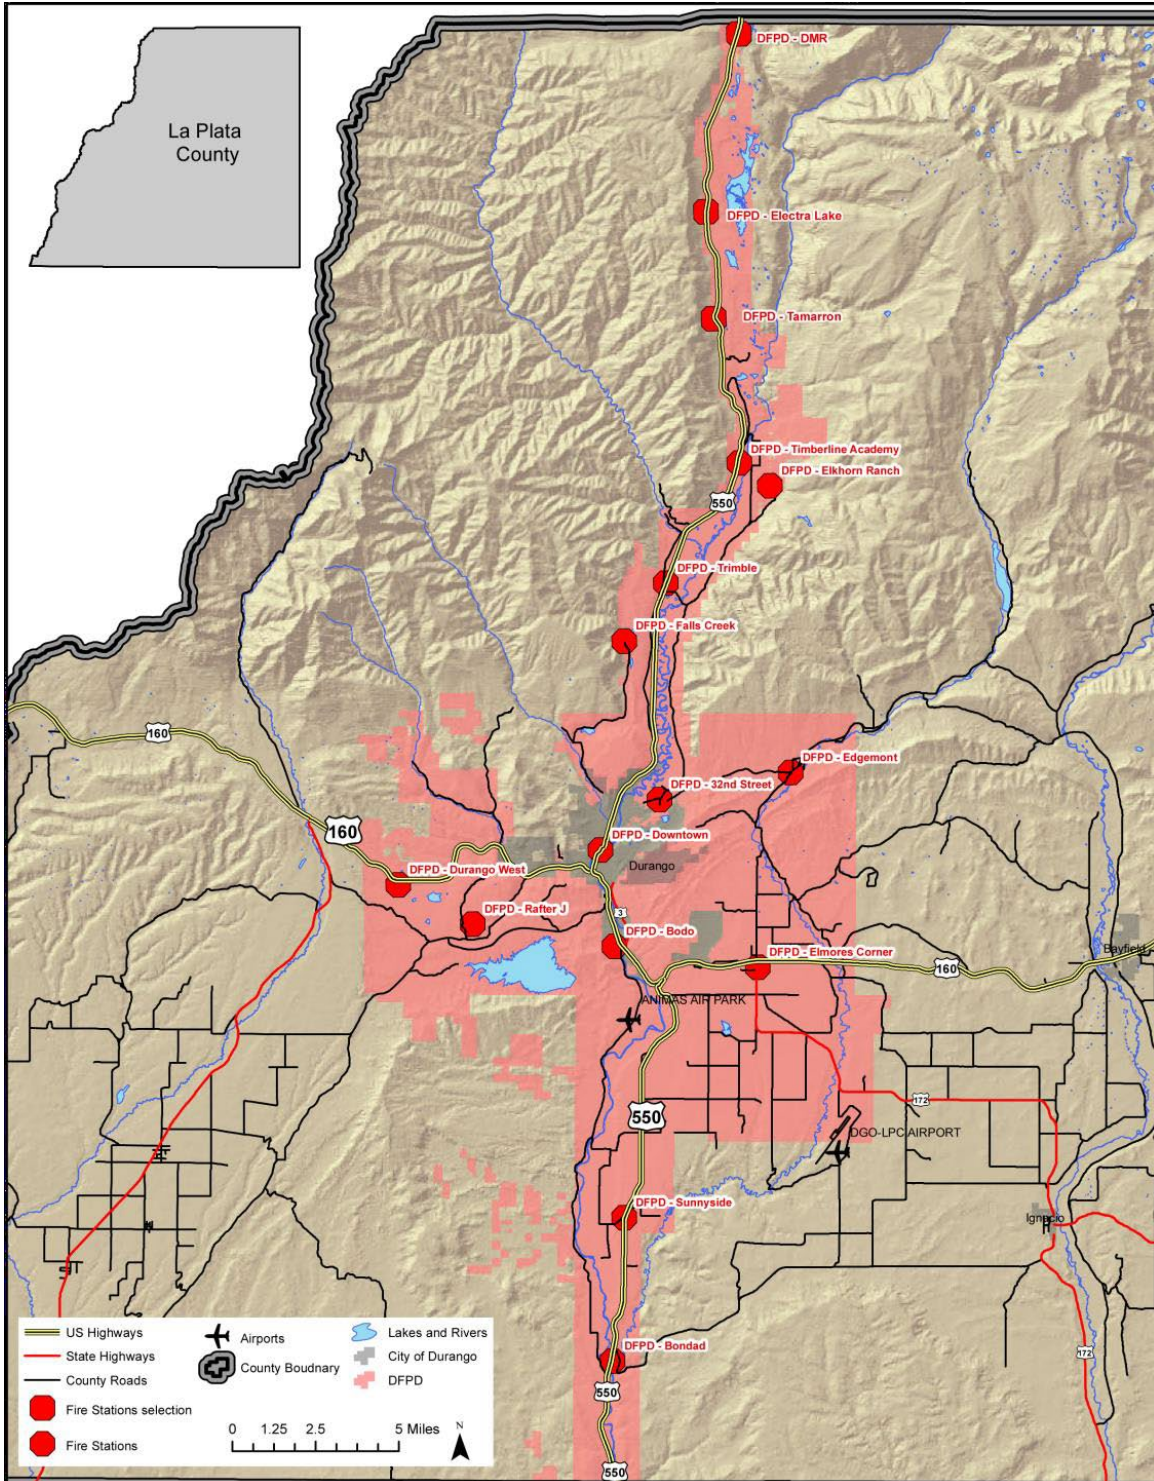 La Plata
County
DFPD - DMR
DFPD - Electra Lake
DFPD - Tamarron
DFPD - Timberline Academy
DFPD - Elkhorn Ranch
550
DFPD - Trimble
DFPD - Falls Creek
160
DFPD - Edgemont
DFPD - 32nd Street
160
DFPD - Downtown
Durango
DFPD - Durango West
3
DFPD - Rafter J
DFPD - Bodo
DFPD - Elmores Corner
Bayfield
160
ANIMAS AIR PARK
172
550
DGO-LPC AIRPORT
DFPD - Sunnyside
Ignacio
DFPD - Bondad
172
550
550
US Highways
State Highways
County Roads
Fire Stations selection
Fire Stations
Airports
County Boudnary
Lakes and Rivers
City of Durango
DFPD
0 1.25 2.5 5 Miles
N